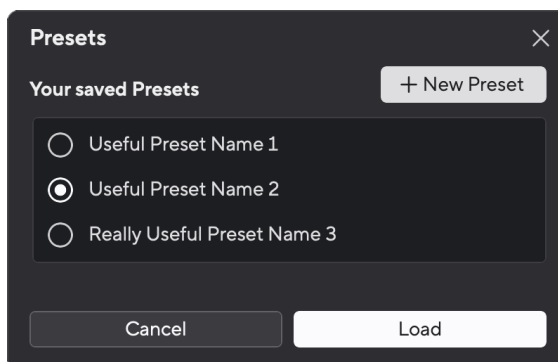 Presets
Your saved Presets
+ New Preset
Useful Preset Name 1
Useful Preset Name 2
Really Useful Preset Name 3
Cancel
Load